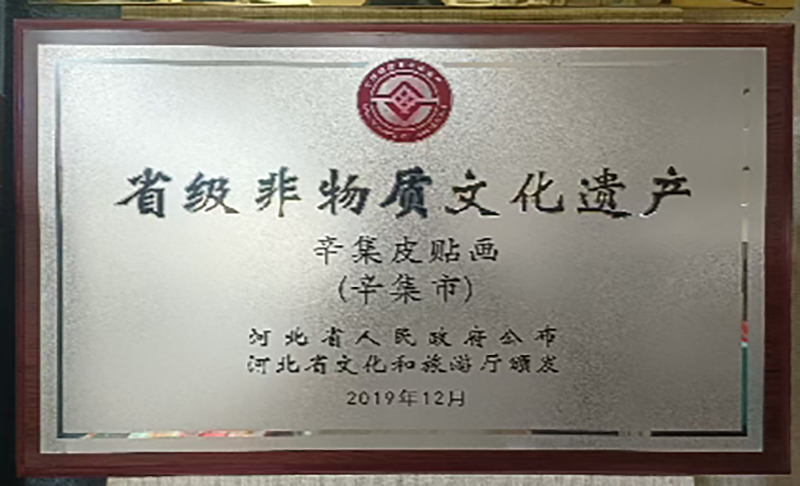 省级非物质文化遗产
辛集皮贴画
(辛集市)
河北省人民政府公布
河北省文化和旅游厅颁发
2019年12月